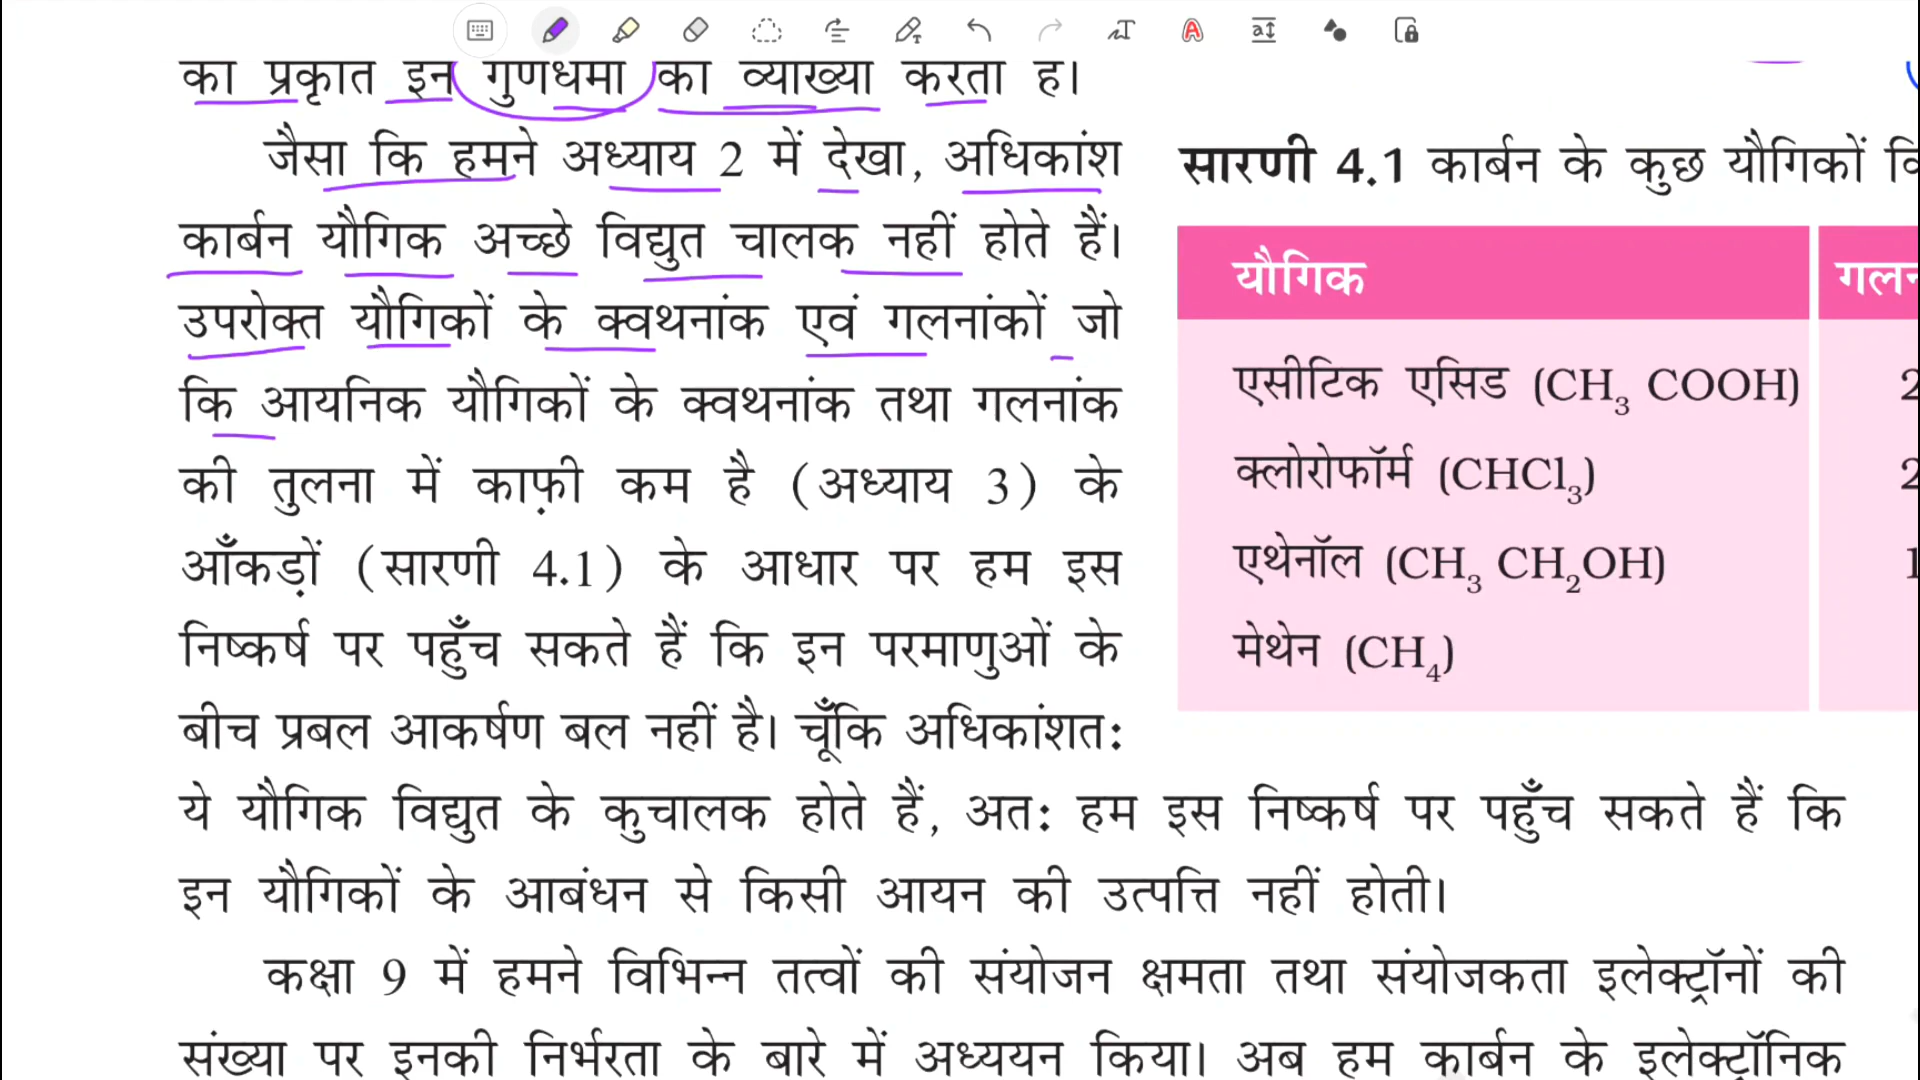 का प्रकृात इन गुणधमा का व्याख्या करता ह।
जैसा कि हमने अध्याय 2 में देखा, अधिकांश
कार्बन यौगिक अच्छे विद्युत चालक नहीं होते हैं।
उपरोक्त यौगिकों के क्वथनांक एवं गलनांकों जो
कि आयनिक यौगिकों के क्वथनांक तथा गलनांक
की तुलना में काफ़ी कम है (अध्याय 3) के
आँकड़ों (सारणी 4.1) के आधार पर हम इस
निष्कर्ष पर पहुँच सकते हैं कि इन परमाणुओं के
बीच प्रबल आकर्षण बल नहीं है। चूँकि अधिकांशतः
ये यौगिक विद्युत के कुचालक होते हैं, अतः हम इस निष्कर्ष पर पहुँच सकते हैं कि
इन यौगिकों के आबंधन से किसी आयन की उत्पत्ति नहीं होती।
कक्षा 9 में हमने विभिन्न तत्वों की संयोजन क्षमता तथा संयोजकता इलेक्ट्रॉनों की
संख्या पर इनकी निर्भरता के बारे में अध्ययन किया। अब हम कार्बन के इलेक्ट्रॉनिक
सारणी 4.1 कार्बन के कुछ यौगिकों
यौगिक
एसीटिक एसिड (CH₃ COOH)
क्लोरोफॉर्म (CHCl₃)
एथेनॉल (CH₃ CH₂OH)
मेथेन (CH₄)